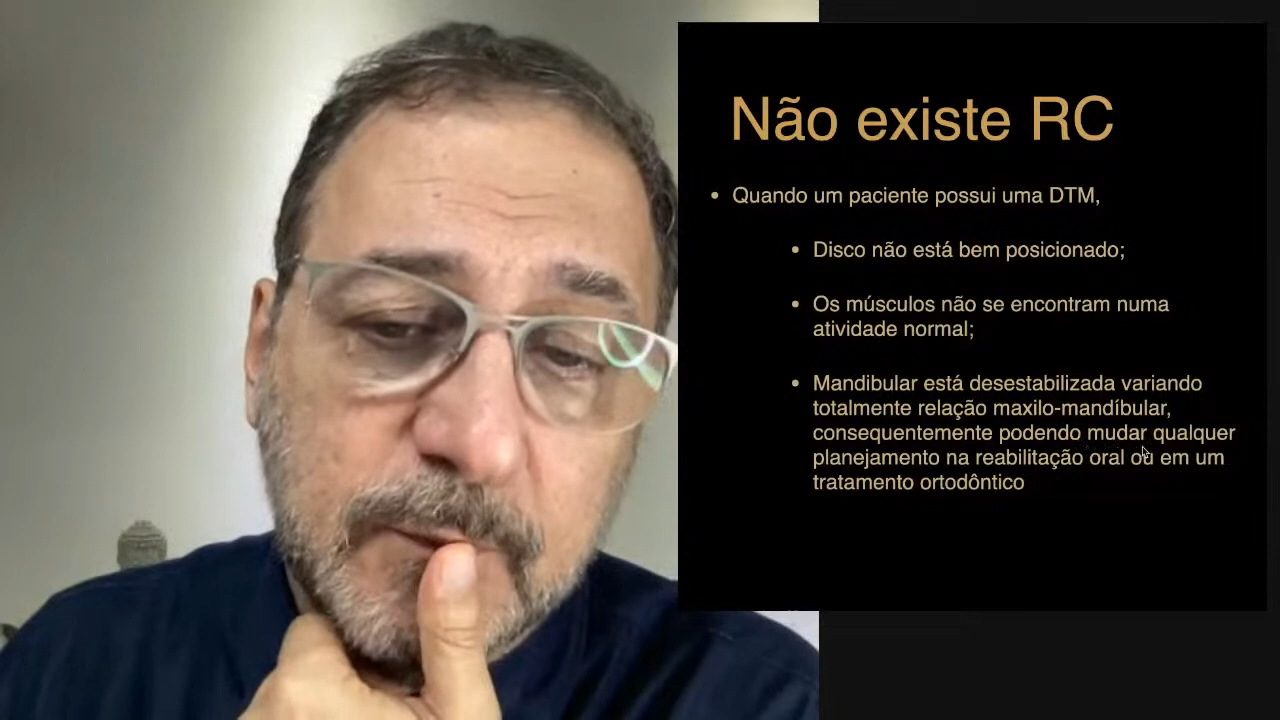 Não existe RC
• Quando um paciente possui uma DTM,
• Disco não está bem posicionado;
• Os músculos não se encontram numa
atividade normal;
• Mandibular está desestabilizada variando
totalmente relação maxilo-mandíbular,
consequentemente podendo mudar qualquer
planejamento na reabilitação oral ou em um
tratamento ortodôntico